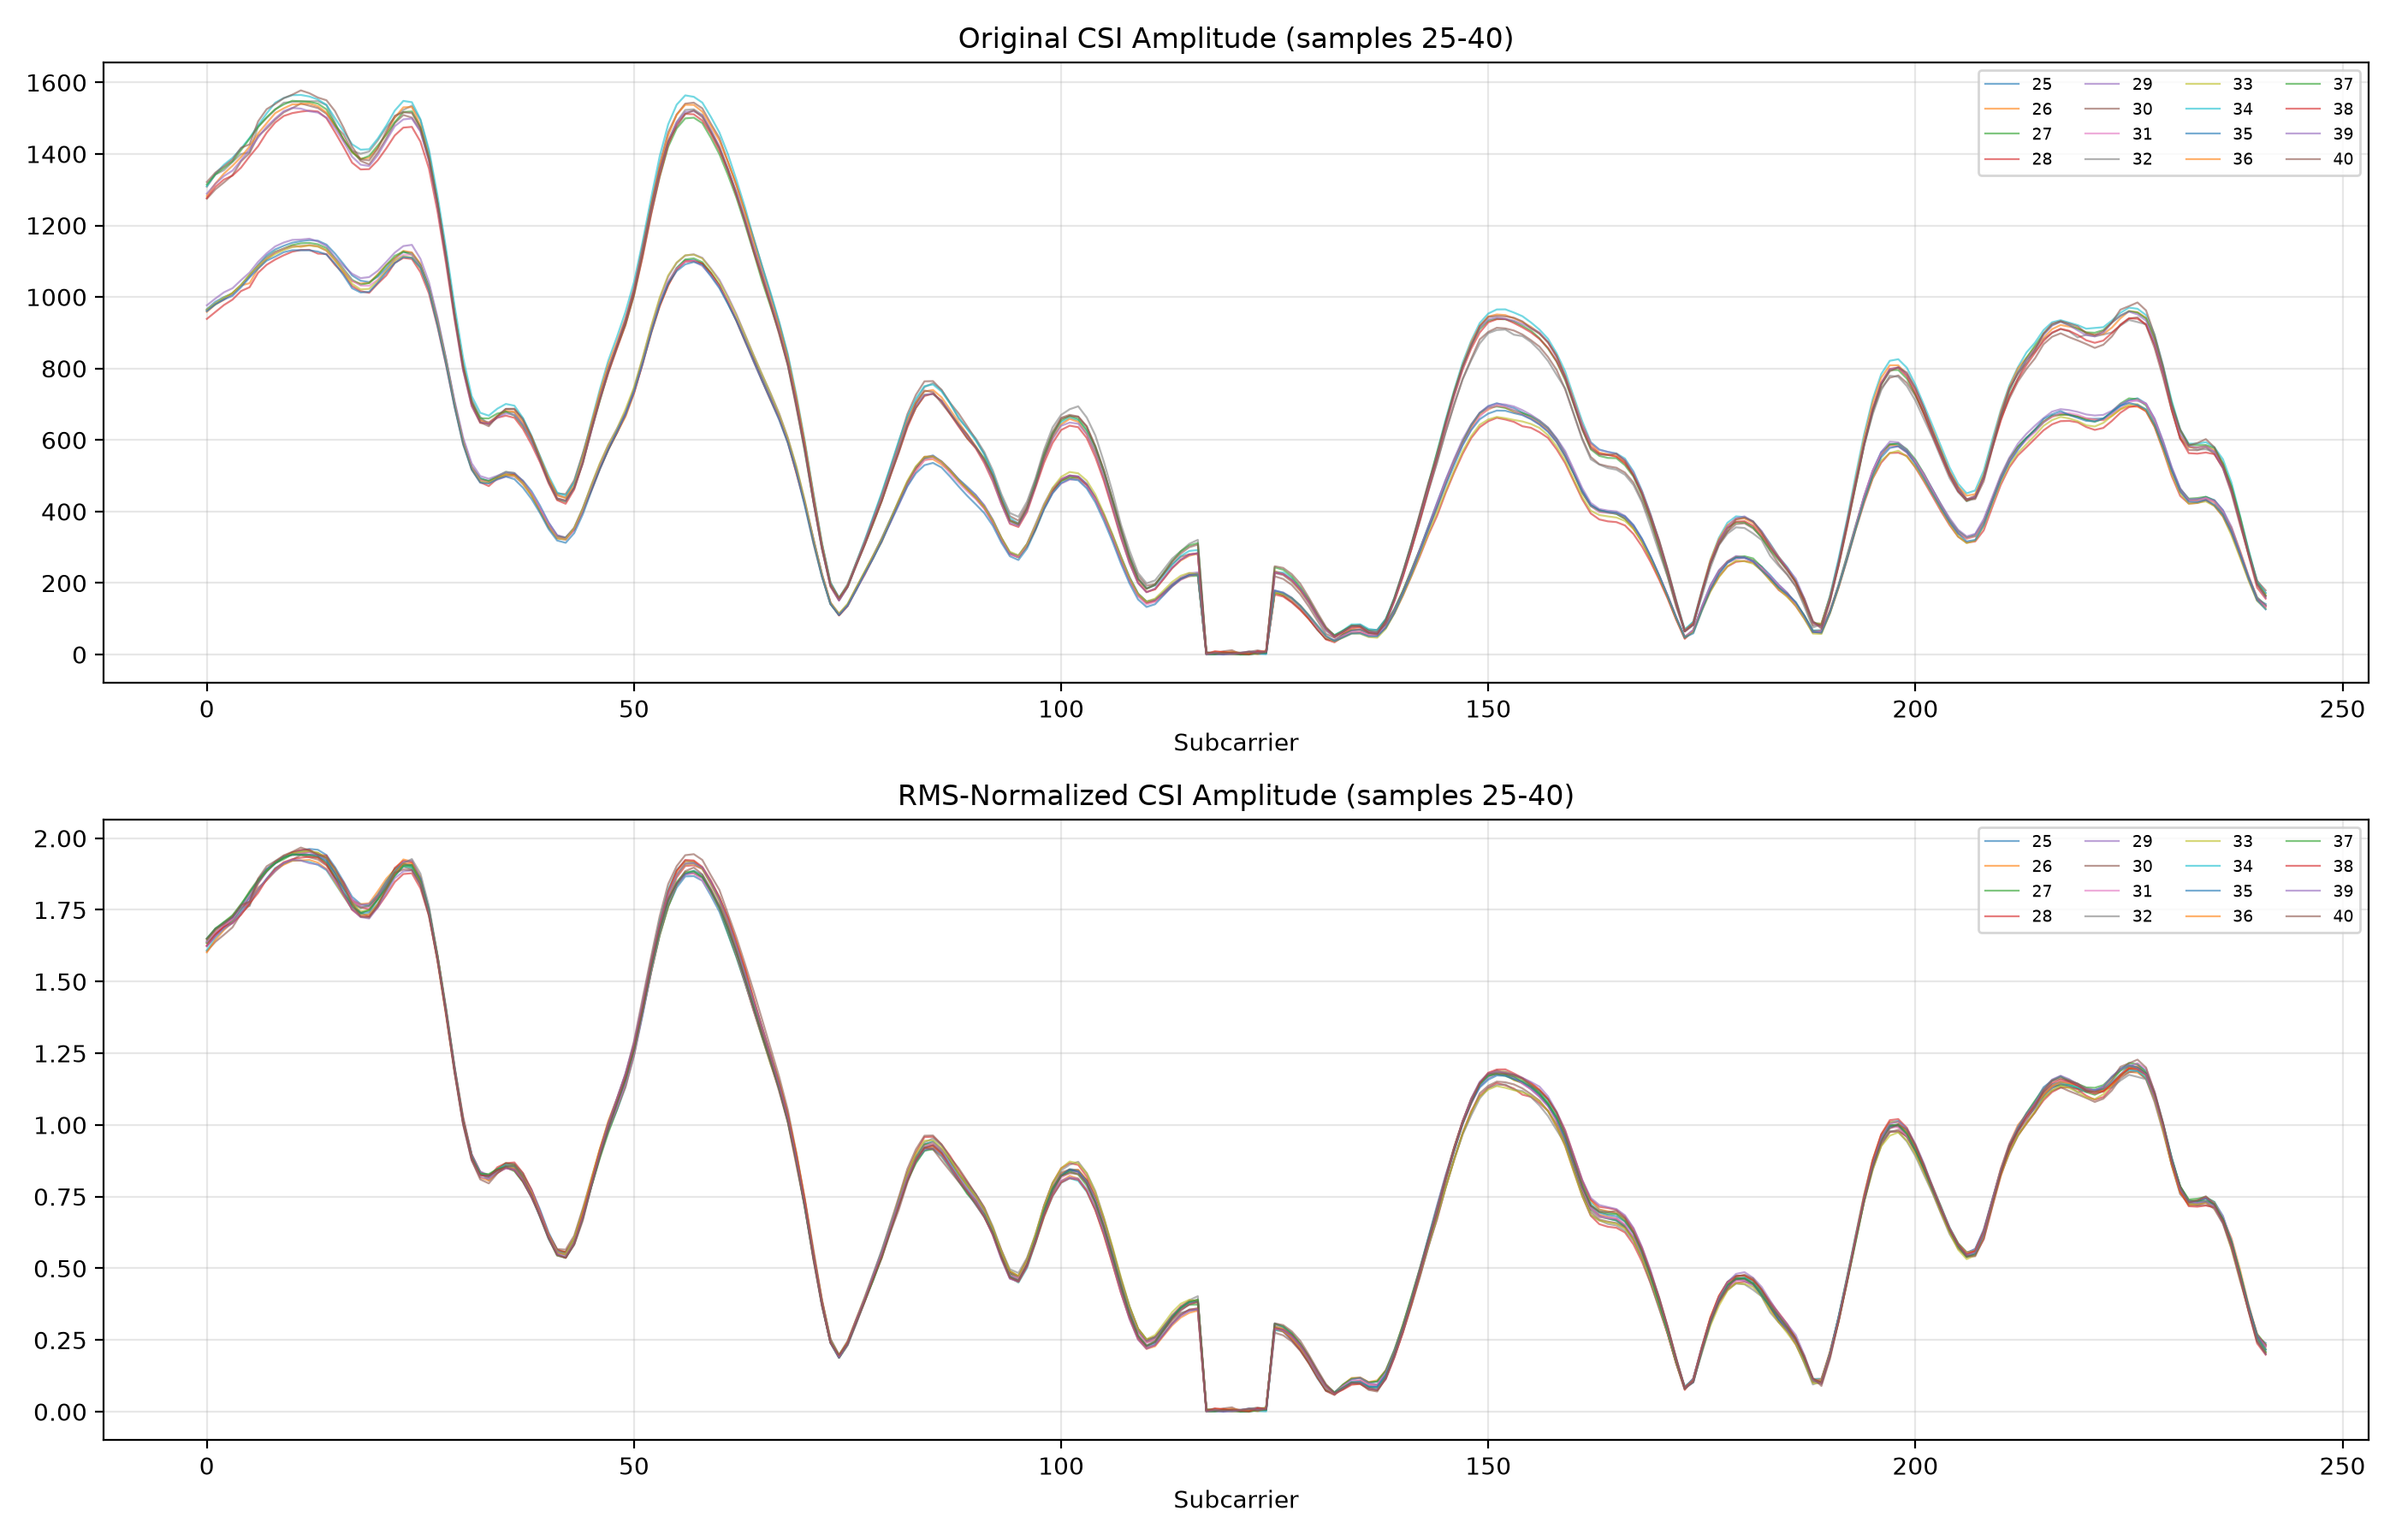 Original CSI Amplitude (samples 25-40)
1600
1400
1200
1000
800
600
400
200
0
25 29 33 37
26 30 34 38
27 31 35 39
28 32 36 40
0 50 100 150 200 250
Subcarrier
RMS-Normalized CSI Amplitude (samples 25-40)
2.00
1.75
1.50
1.25
1.00
0.75
0.50
0.25
0.00
25 29 33 37
26 30 34 38
27 31 35 39
28 32 36 40
0 50 100 150 200 250
Subcarrier